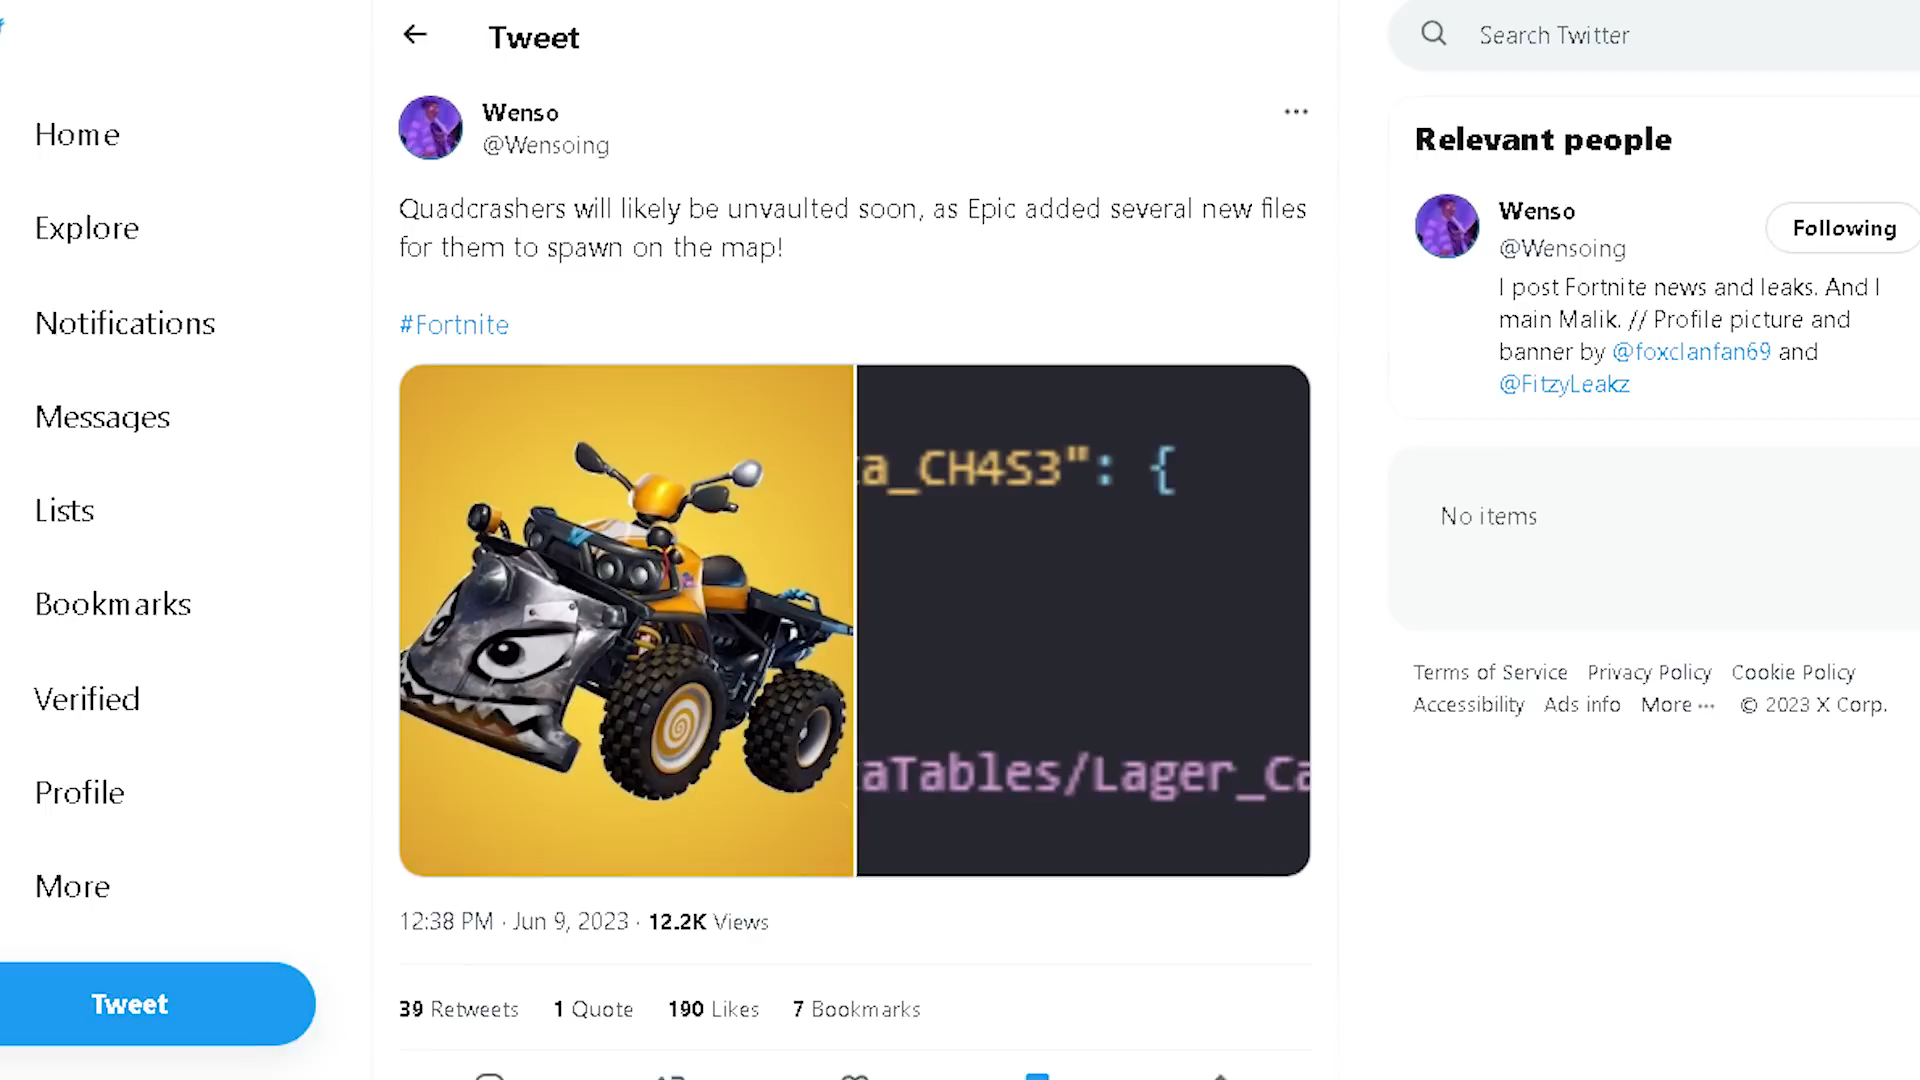 Home
Explore
Notifications
Messages
Lists
Bookmarks
Verified
Profile
More
Tweet
Tweet
Wenso
@Wensoing
Quadcrashers will likely be unvaulted soon, as Epic added several new files
for them to spawn on the map!
#Fortnite
a_CH4S3": {
aTables/Lager_Ca
12:38 PM · Jun 9, 2023 · 12.2K Views
39 Retweets 1 Quote 190 Likes 7 Bookmarks
Search Twitter
Relevant people
Wenso
@Wensoing
Following
I post Fortnite news and leaks. And I
main Malik. // Profile picture and
banner by @foxclanfan69 and
@FitzyLeakz
No items
Terms of Service Privacy Policy Cookie Policy
Accessibility Ads info More ··· © 2023 X Corp.